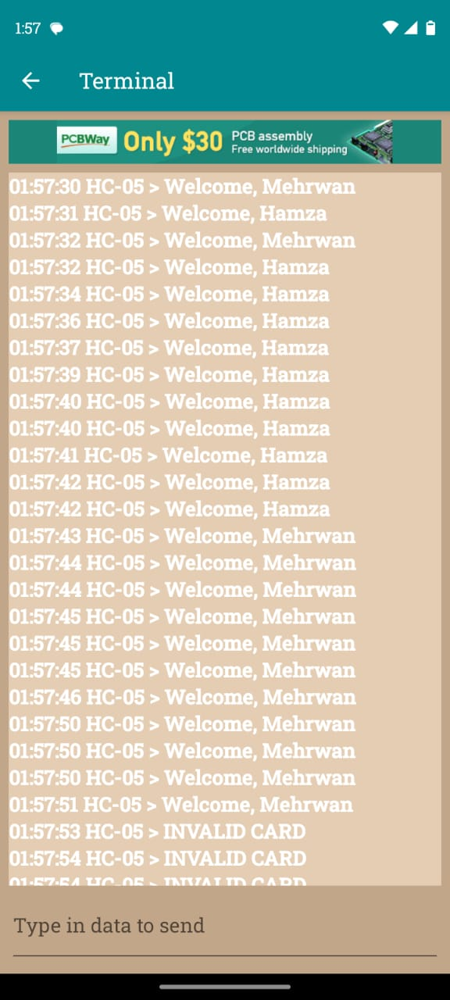 1:57
Terminal
PCBWay Only $30 PCB assembly
Free worldwide shipping
01:57:30 HC-05 > Welcome, Mehrwan
01:57:31 HC-05 > Welcome, Hamza
01:57:32 HC-05 > Welcome, Mehrwan
01:57:32 HC-05 > Welcome, Hamza
01:57:34 HC-05 > Welcome, Hamza
01:57:36 HC-05 > Welcome, Hamza
01:57:37 HC-05 > Welcome, Hamza
01:57:39 HC-05 > Welcome, Hamza
01:57:40 HC-05 > Welcome, Hamza
01:57:40 HC-05 > Welcome, Hamza
01:57:41 HC-05 > Welcome, Hamza
01:57:42 HC-05 > Welcome, Hamza
01:57:42 HC-05 > Welcome, Hamza
01:57:43 HC-05 > Welcome, Mehrwan
01:57:44 HC-05 > Welcome, Mehrwan
01:57:44 HC-05 > Welcome, Mehrwan
01:57:45 HC-05 > Welcome, Mehrwan
01:57:45 HC-05 > Welcome, Mehrwan
01:57:45 HC-05 > Welcome, Mehrwan
01:57:46 HC-05 > Welcome, Mehrwan
01:57:50 HC-05 > Welcome, Mehrwan
01:57:50 HC-05 > Welcome, Mehrwan
01:57:50 HC-05 > Welcome, Mehrwan
01:57:51 HC-05 > Welcome, Mehrwan
01:57:53 HC-05 > INVALID CARD
01:57:54 HC-05 > INVALID CARD
01:57:54 HC-05 > INVALID CARD
Type in data to send